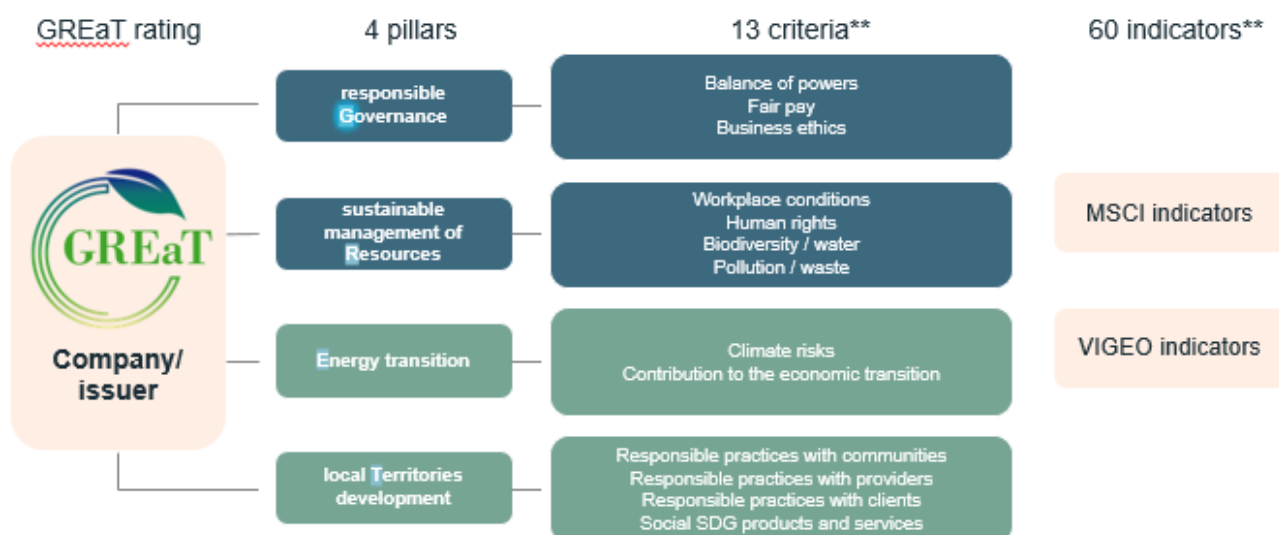 GREaT rating
4 pillars
13 criteria**
60 indicators**
GREaT
Company/
issuer
responsible
Governance
Balance of powers
Fair pay
Business ethics
sustainable
management of
Resources
Workplace conditions
Human rights
Biodiversity / water
Pollution / waste
MSCI indicators
Energy transition
Climate risks
Contribution to the economic transition
VIGEO indicators
local Territories
development
Responsible practices with communities
Responsible practices with providers
Responsible practices with clients
Social SDG products and services